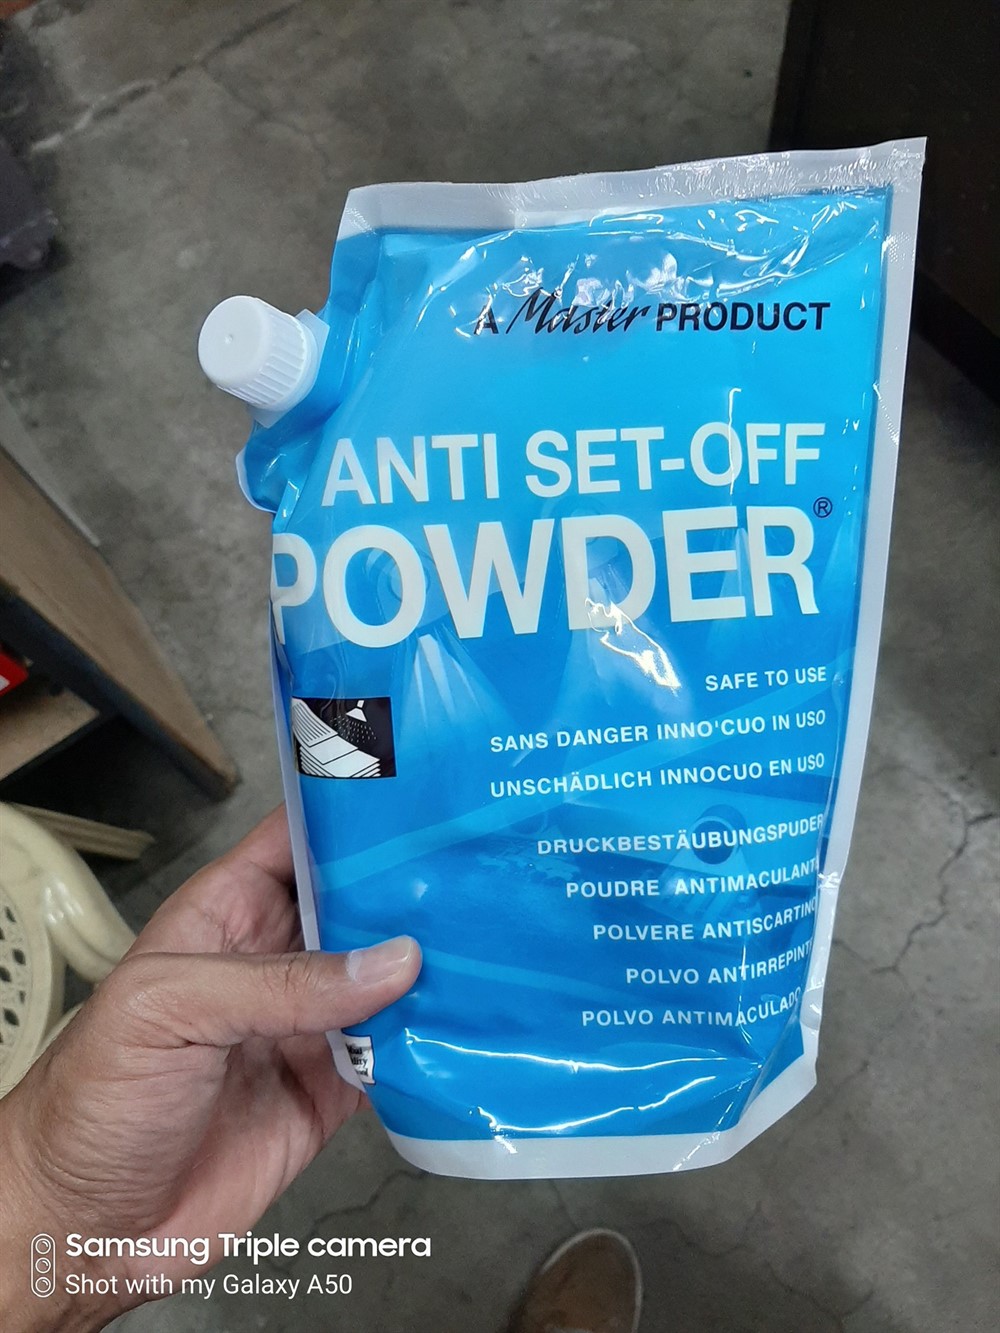 A Master PRODUCT
ANTI SET-OFF
POWDER®
SAFE TO USE
SANS DANGER INNO'CUO IN USO
UNSCHÄDLICH INNOCUO EN USO
DRUCKBESTÄUBUNGSPUDER
POUDRE ANTIMACULANT
POLVERE ANTISCARTINO
POLVO ANTIRREPINT
POLVO ANTIMACULADO
Samsung Triple camera
Shot with my Galaxy A50